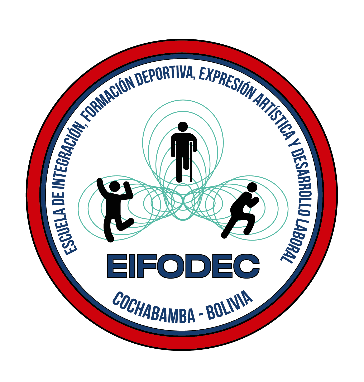 ESCUELA DE INTEGRACIÓN, FORMACIÓN DEPORTIVA, EXPRESIÓN ARTÍSTICA Y DESARROLLO LABORAL
EIFODEC
COCHABAMBA - BOLIVIA